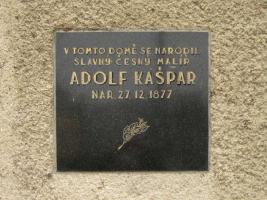 V TOMTO DOMĚ SE NARODIL
SLAVNÝ ČESKÝ MALÍŘ
ADOLF KAŠPAR
NAR. 27.12.1877